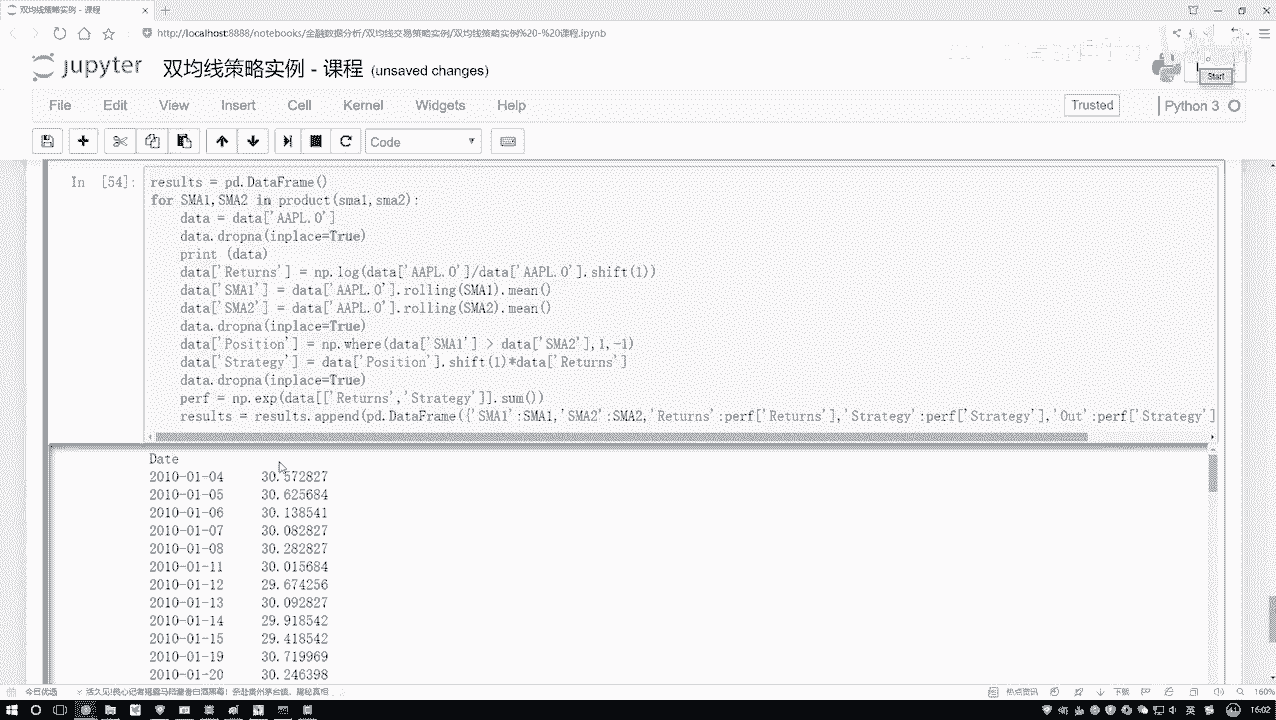 双均线策略实例 - 课程
http://localhost:8888/notebooks/金融数据分析/双均线交易策略实例/双均线策略实例%20-%20课程.ipynb
jupyter 双均线策略实例 - 课程 (unsaved changes)
Start
File Edit View Insert Cell Kernel Widgets Help
Trusted
Python 3
Code
In [54]:
results = pd.DataFrame()
for SMA1,SMA2 in product(sma1,sma2):
    data = data['AAPL.O']
    data.dropna(inplace=True)
    print (data)
    data['Returns'] = np.log(data['AAPL.O']/data['AAPL.O'].shift(1))
    data['SMA1'] = data['AAPL.O'].rolling(SMA1).mean()
    data['SMA2'] = data['AAPL.O'].rolling(SMA2).mean()
    data.dropna(inplace=True)
    data['Position'] = np.where(data['SMA1'] > data['SMA2'],1,-1)
    data['Strategy'] = data['Position'].shift(1)*data['Returns']
    data.dropna(inplace=True)
    perf = np.exp(data[['Returns','Strategy']].sum())
    results = results.append(pd.DataFrame({'SMA1':SMA1,'SMA2':SMA2,'Returns':perf['Returns'],'Strategy':perf['Strategy'],'Out':perf['Strategy']
Date
2010-01-04 30.572827
2010-01-05 30.625684
2010-01-06 30.138541
2010-01-07 30.082827
2010-01-08 30.282827
2010-01-11 30.015684
2010-01-12 29.674256
2010-01-13 30.092827
2010-01-14 29.918542
2010-01-15 29.418542
2010-01-19 30.719969
2010-01-20 30.246398
今日优选
热点资讯
下载
160%
英
16:02